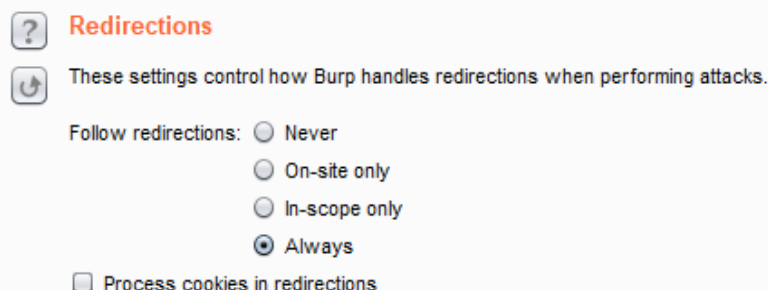 Redirections
These settings control how Burp handles redirections when performing attacks.
Follow redirections: Never
On-site only
In-scope only
Always
Process cookies in redirections